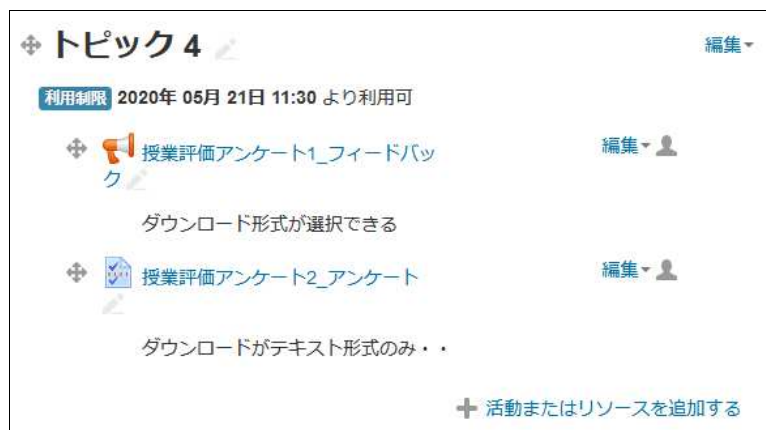 トピック 4
編集
利用制限 2020年 05月 21日 11:30 より利用可
授業評価アンケート1_フィードバッ
ク
編集
ダウンロード形式が選択できる
授業評価アンケート2_アンケート
編集
ダウンロードがテキスト形式のみ・・
活動またはリソースを追加する